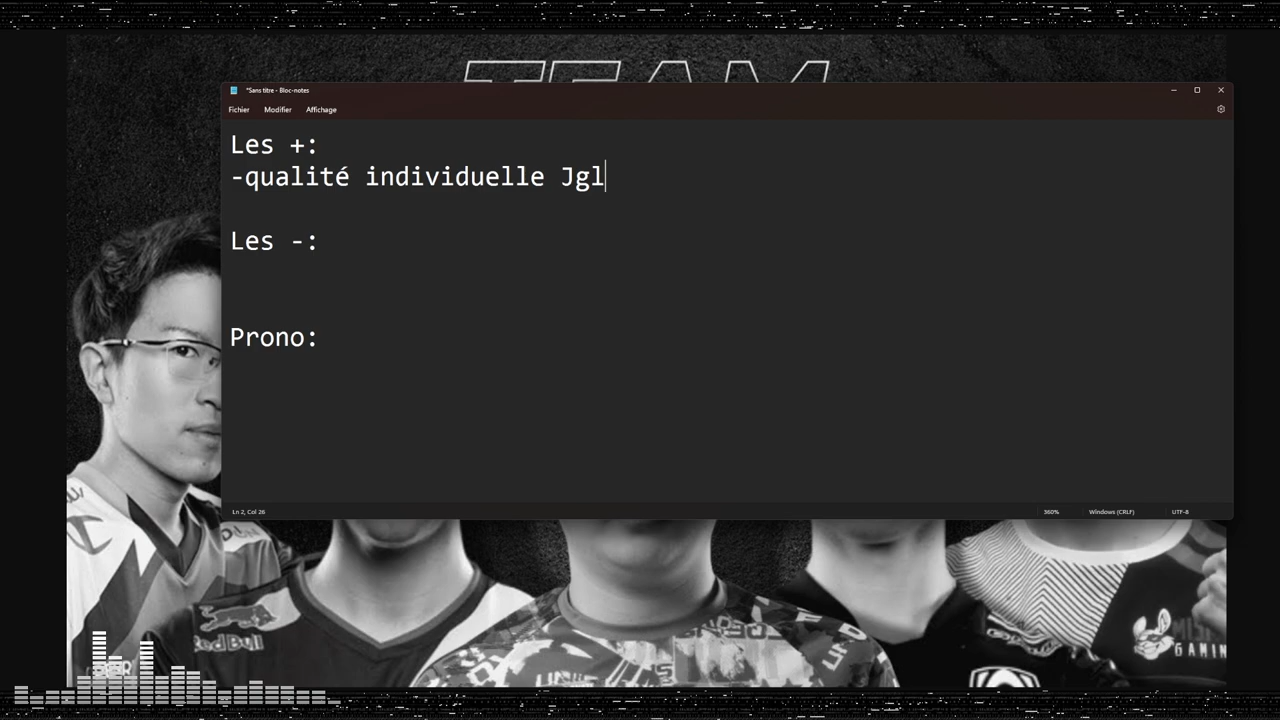 TEAM
*Sans titre - Bloc-notes
Fichier Modifier Affichage
Les +:
-qualité individuelle Jgl
Les -:
Prono:
Ln 2, Col 26
360% Windows (CRLF) UTF-8
Red Bull
GAMIN